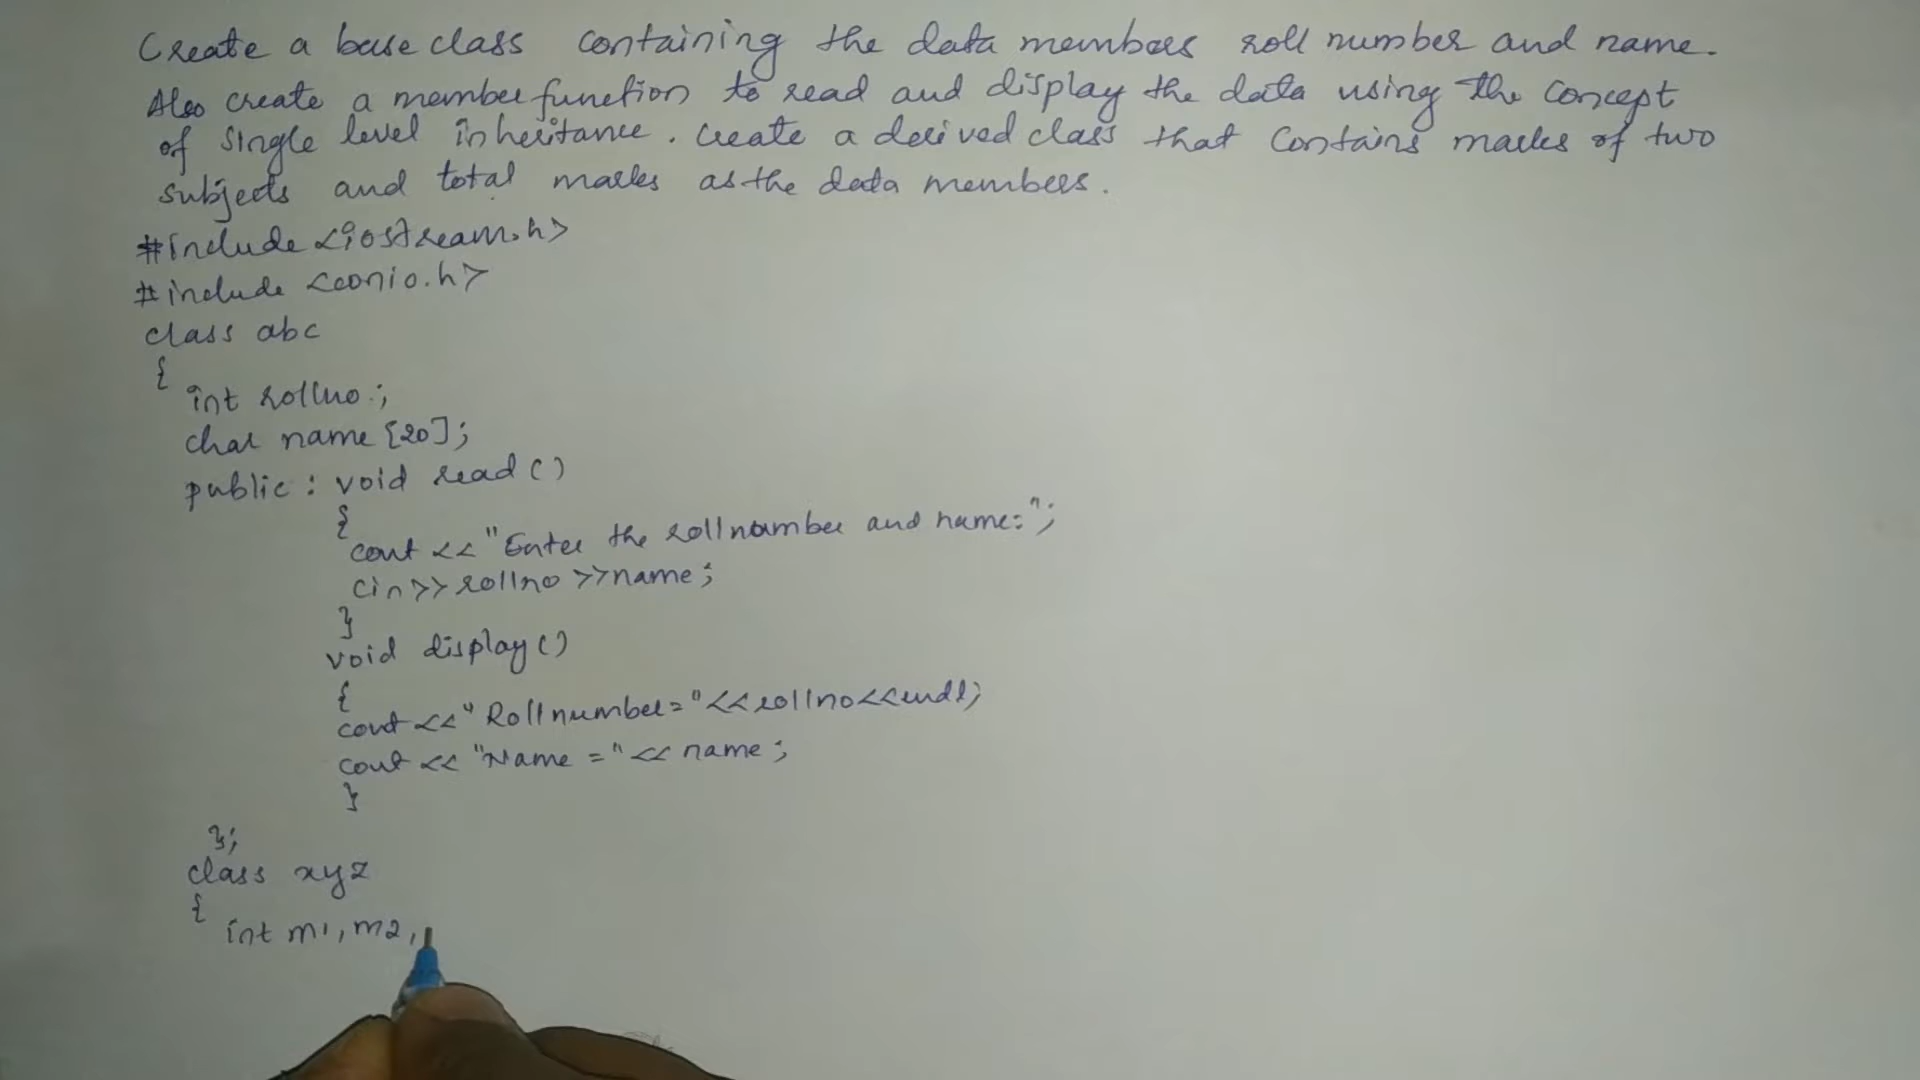 Create a base class containing the data members roll number and name.
Also create a member function to read and display the data using the concept
of single level inheritance. Create a derived class that contains marks of two
subjects and total marks as the data members.
#include <iostream.h>
#include <conio.h>
class abc
{
int rollno;
char name [20];
public : void read ()
{
cout << "Enter the rollnumber and name:";
cin>>rollno >>name;
}
void display ()
{
cout <<" Rollnumber="<<rollno<<endl;
cout << "Name =" << name ;
}
};
class xyz
{
int m1, m2,